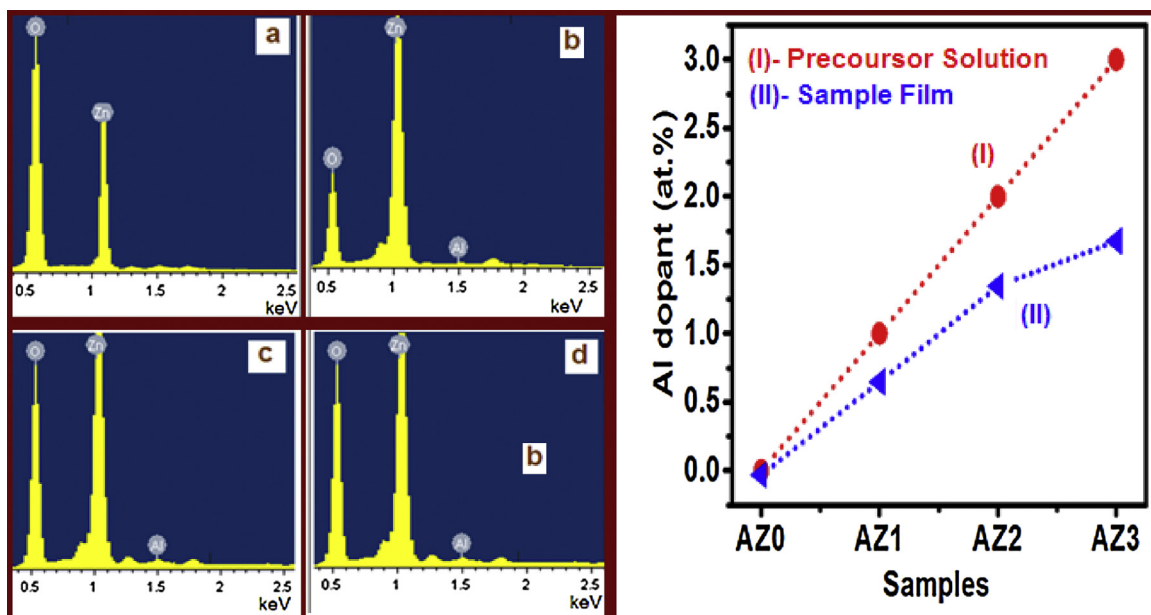 a
O
Zn
0.5 1 1.5 2 2.5
keV
b
Zn
O
Al
0.5 1 1.5 2 2.5
keV
c
O
Zn
Al
0.5 1 1.5 2 2.5
keV
d
O
Zn
b
Al
0.5 1 1.5 2 2.5
keV
(I)- Precoursor Solution
(II)- Sample Film
(I)
(II)
Al dopant (at.%)
3.0
2.5
2.0
1.5
1.0
0.5
0.0
AZ0 AZ1 AZ2 AZ3
Samples